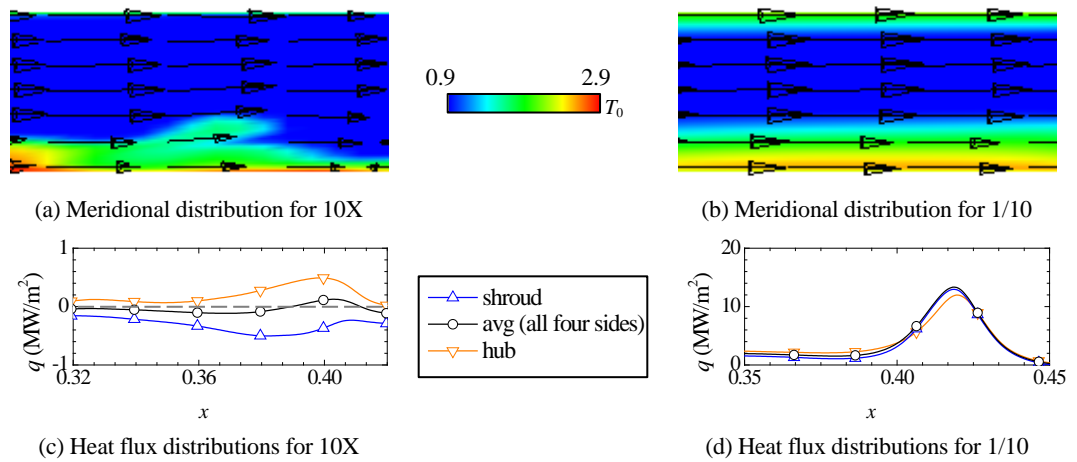 0.9 2.9
T0
(a) Meridional distribution for 10X
(b) Meridional distribution for 1/10
1
0
-1
q (MW/m2)
0.32 0.36 0.40
x
shroud
avg (all four sides)
hub
20
10
0
q (MW/m2)
0.35 0.40 0.45
x
(c) Heat flux distributions for 10X
(d) Heat flux distributions for 1/10